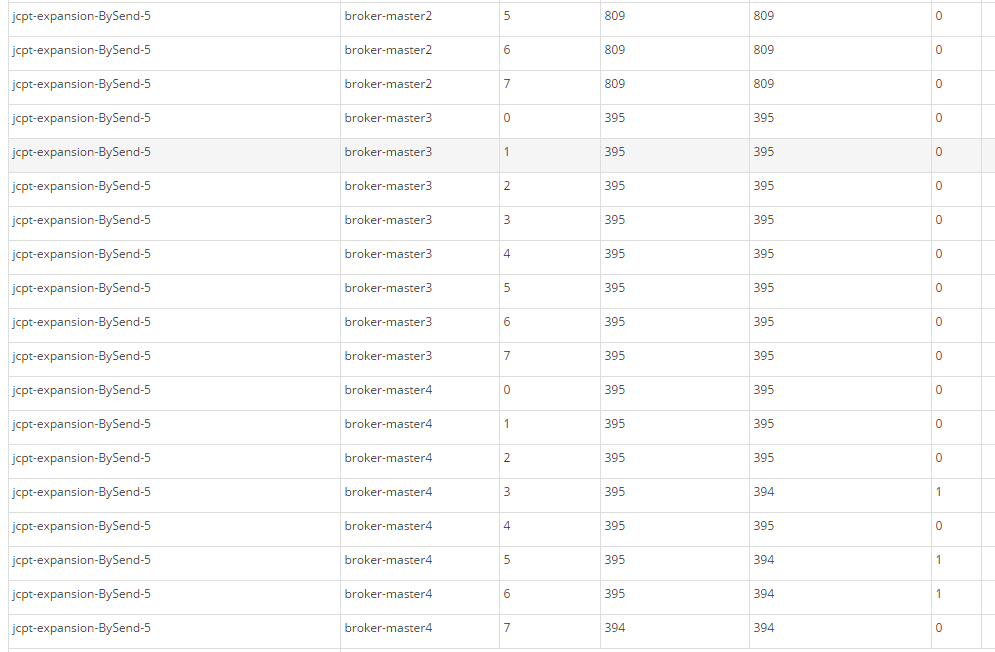 jcpt-expansion-BySend-5 broker-master2 5 809 809 0
jcpt-expansion-BySend-5 broker-master2 6 809 809 0
jcpt-expansion-BySend-5 broker-master2 7 809 809 0
jcpt-expansion-BySend-5 broker-master3 0 395 395 0
jcpt-expansion-BySend-5 broker-master3 1 395 395 0
jcpt-expansion-BySend-5 broker-master3 2 395 395 0
jcpt-expansion-BySend-5 broker-master3 3 395 395 0
jcpt-expansion-BySend-5 broker-master3 4 395 395 0
jcpt-expansion-BySend-5 broker-master3 5 395 395 0
jcpt-expansion-BySend-5 broker-master3 6 395 395 0
jcpt-expansion-BySend-5 broker-master3 7 395 395 0
jcpt-expansion-BySend-5 broker-master4 0 395 395 0
jcpt-expansion-BySend-5 broker-master4 1 395 395 0
jcpt-expansion-BySend-5 broker-master4 2 395 395 0
jcpt-expansion-BySend-5 broker-master4 3 395 394 1
jcpt-expansion-BySend-5 broker-master4 4 395 395 0
jcpt-expansion-BySend-5 broker-master4 5 395 394 1
jcpt-expansion-BySend-5 broker-master4 6 395 394 1
jcpt-expansion-BySend-5 broker-master4 7 394 394 0